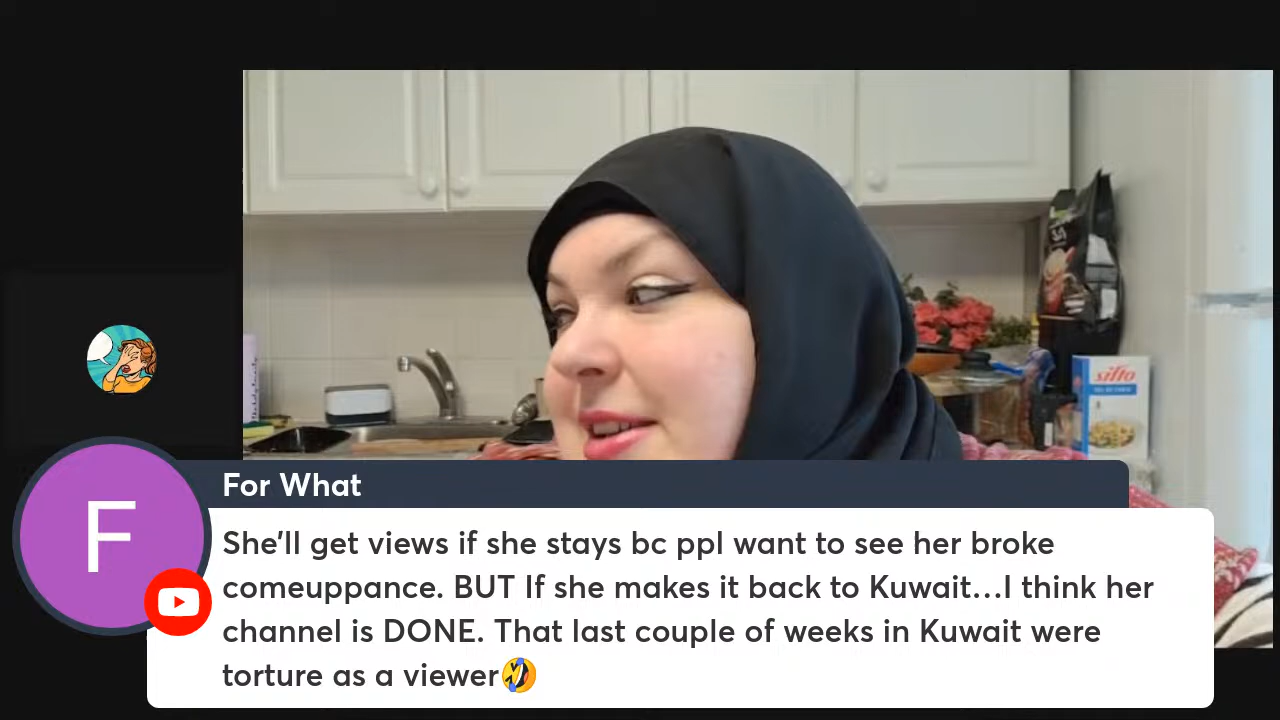 sifto
F
For What
She'll get views if she stays bc ppl want to see her broke
comeuppance. BUT If she makes it back to Kuwait...I think her
channel is DONE. That last couple of weeks in Kuwait were
torture as a viewer🤣